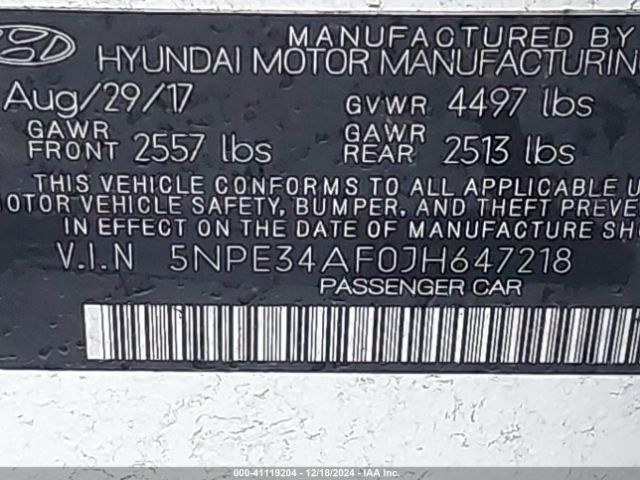 MANUFACTURED BY
HYUNDAI MOTOR MANUFACTURING
Aug/29/17 GVWR 4497 lbs
GAWR FRONT 2557 lbs GAWR REAR 2513 lbs
THIS VEHICLE CONFORMS TO ALL APPLICABLE U
MOTOR VEHICLE SAFETY, BUMPER, AND THEFT PREVE
IN EFFECT ON THE DATE OF MANUFACTURE SH
V.I.N 5NPE34AF0JH647218
PASSENGER CAR
000-41119204 - 12/18/2024 - IAA Inc.